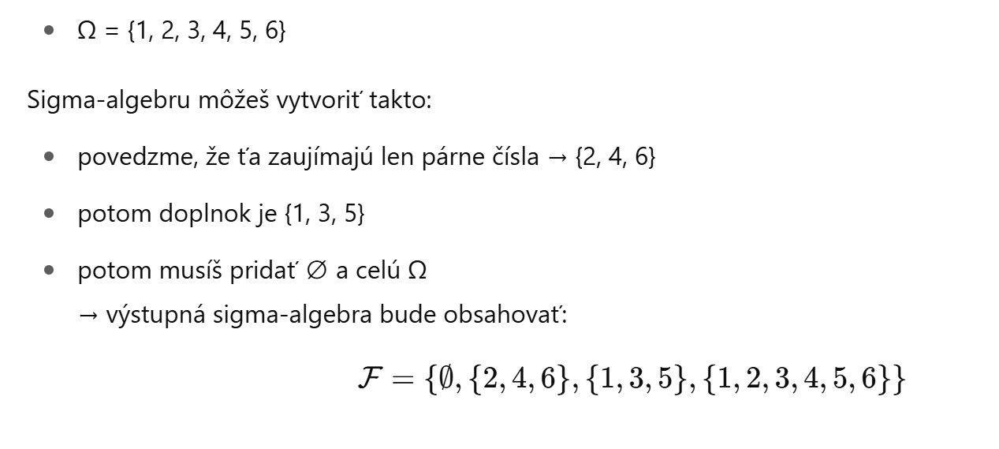 • Ω = {1, 2, 3, 4, 5, 6}
Sigma-algebru môžeš vytvoriť takto:
• povedzme, že ťa zaujímajú len párne čísla → {2, 4, 6}
• potom doplnok je {1, 3, 5}
• potom musíš pridať ∅ a celú Ω
→ výstupná sigma-algebra bude obsahovať:
ℱ = {∅, {2, 4, 6}, {1, 3, 5}, {1, 2, 3, 4, 5, 6}}